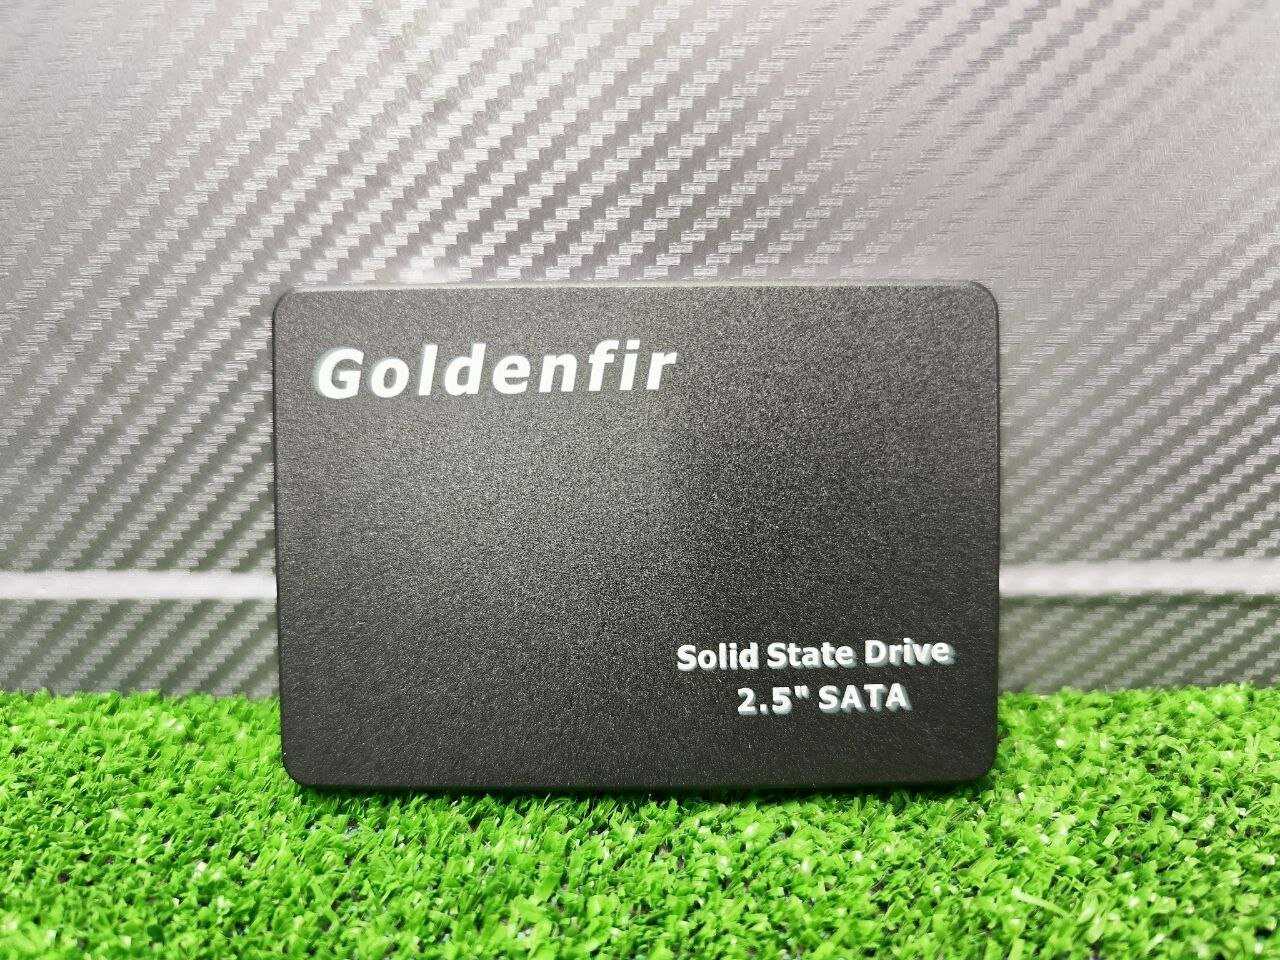 Goldenfir
Solid State Drive
2.5" SATA